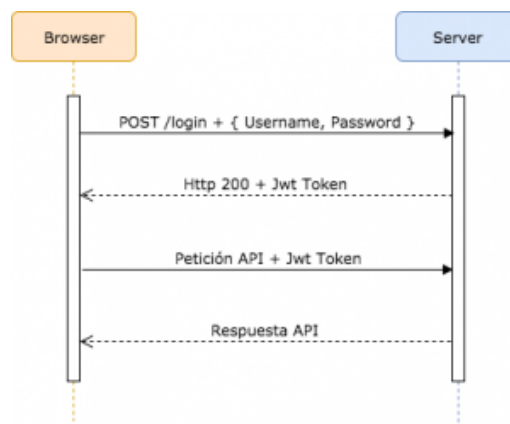 Browser
Server
POST /login + { Username, Password }
Http 200 + Jwt Token
Petición API + Jwt Token
Respuesta API